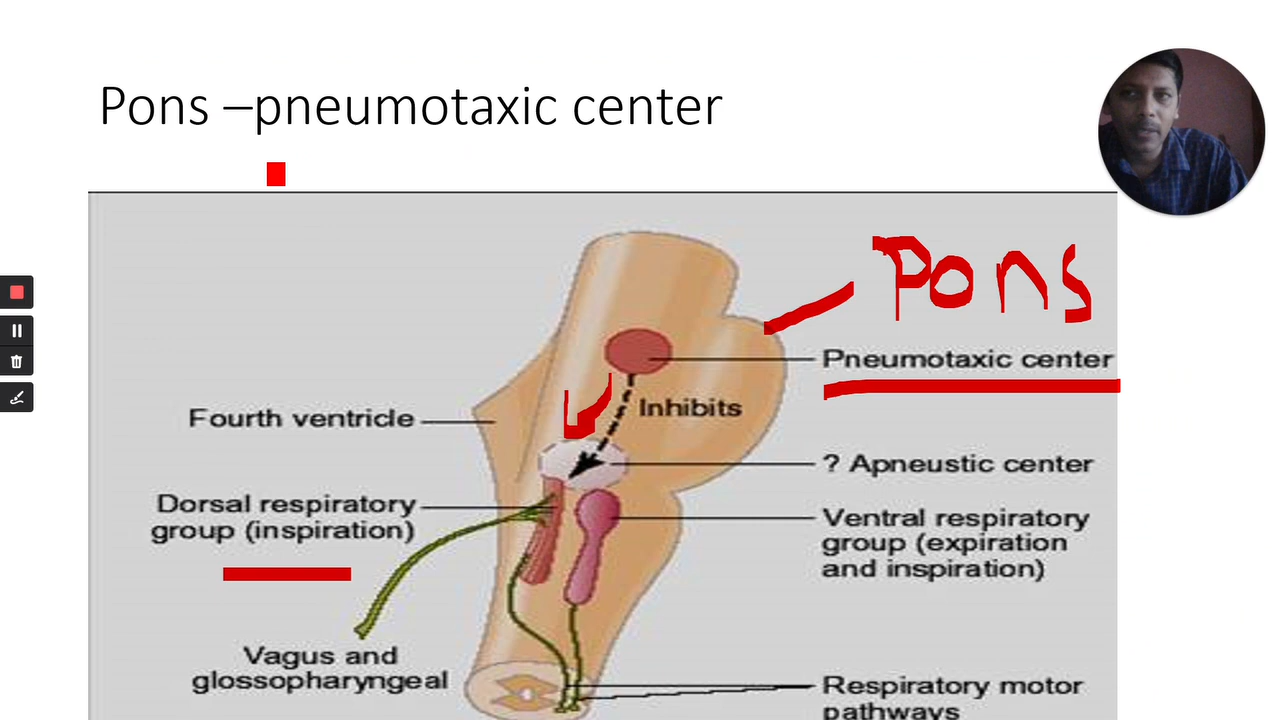 Pons –pneumotaxic center
Pons
Pneumotaxic center
Inhibits
Fourth ventricle
? Apneustic center
Dorsal respiratory
group (inspiration)
Ventral respiratory
group (expiration
and inspiration)
Vagus and
glossopharyngeal
Respiratory motor
pathways